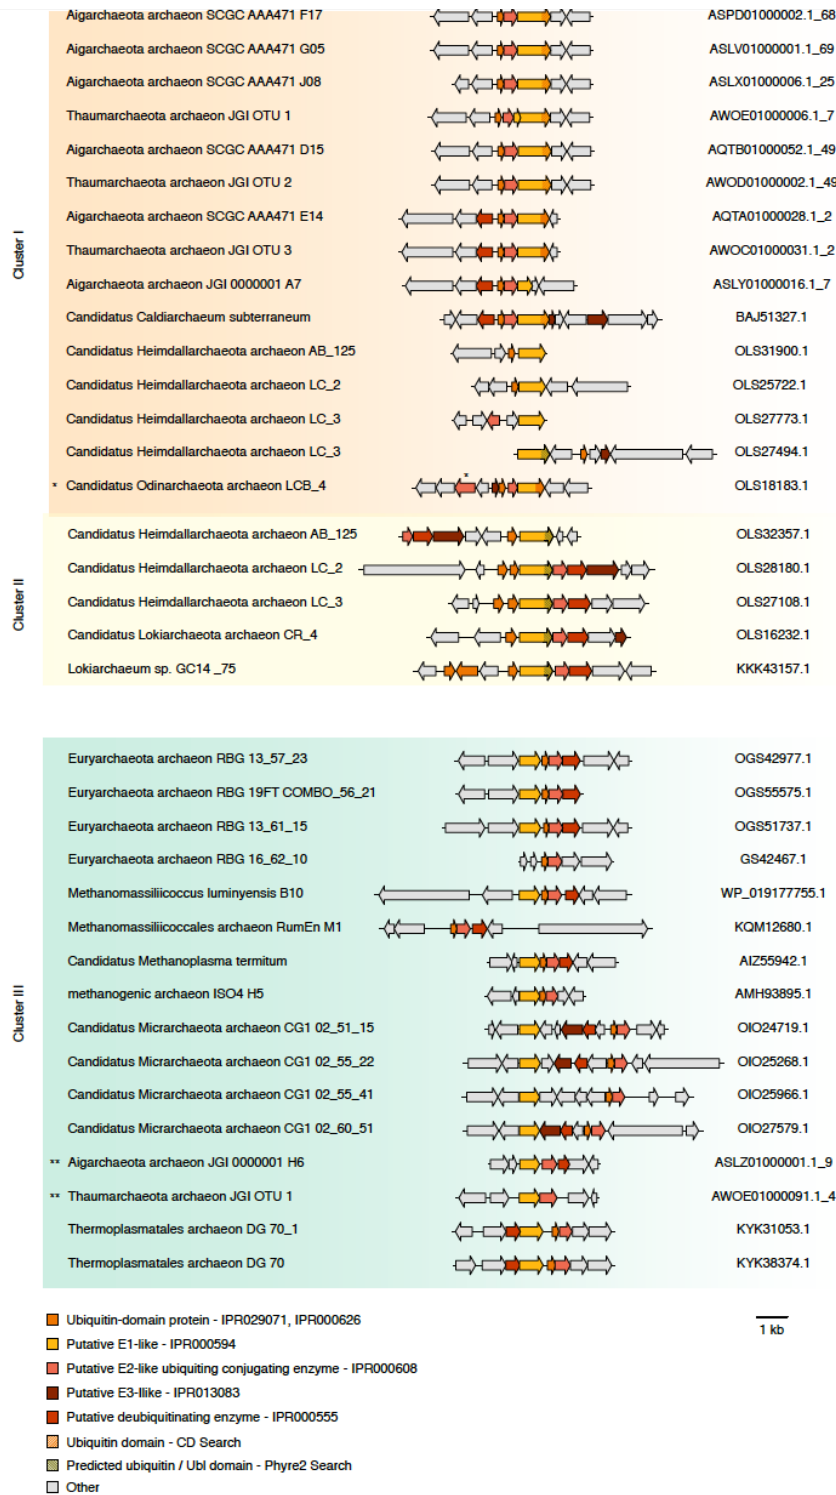 Aigarchaeota archaeon SCGC AAA471 F17 ASPD01000002.1_68
Aigarchaeota archaeon SCGC AAA471 G05 ASLV01000001.1_69
Aigarchaeota archaeon SCGC AAA471 J08 ASLX01000006.1_25
Thaumarchaeota archaeon JGI OTU 1 AWOE01000006.1_7
Aigarchaeota archaeon SCGC AAA471 D15 AQTB01000052.1_49
Thaumarchaeota archaeon JGI OTU 2 AWOD01000002.1_49
Aigarchaeota archaeon SCGC AAA471 E14 AQTA01000028.1_2
Thaumarchaeota archaeon JGI OTU 3 AWOC01000031.1_2
Cluster I
Aigarchaeota archaeon JGI 0000001 A7 ASLY01000016.1_7
Candidatus Caldiarchaeum subterraneum BAJ51327.1
Candidatus Heimdallarchaeota archaeon AB_125 OLS31900.1
Candidatus Heimdallarchaeota archaeon LC_2 OLS25722.1
Candidatus Heimdallarchaeota archaeon LC_3 OLS27773.1
Candidatus Heimdallarchaeota archaeon LC_3 OLS27494.1
*
* Candidatus Odinarchaeota archaeon LCB_4 OLS18183.1
Candidatus Heimdallarchaeota archaeon AB_125 OLS32357.1
Candidatus Heimdallarchaeota archaeon LC_2 OLS28180.1
Cluster II
Candidatus Heimdallarchaeota archaeon LC_3 OLS27108.1
Candidatus Lokiarchaeota archaeon CR_4 OLS16232.1
Lokiarchaeum sp. GC14 _75 KKK43157.1
Euryarchaeota archaeon RBG 13_57_23 OGS42977.1
Euryarchaeota archaeon RBG 19FT COMBO_56_21 OGS55575.1
Euryarchaeota archaeon RBG 13_61_15 OGS51737.1
Euryarchaeota archaeon RBG 16_62_10 GS42467.1
Methanomassiliicoccus luminyensis B10 WP_019177755.1
Methanomassiliicoccales archaeon RumEn M1 KQM12680.1
Candidatus Methanoplasma termitum AIZ55942.1
methanogenic archaeon ISO4 H5 AMH93895.1
Cluster III
Candidatus Micrarchaeota archaeon CG1 02_51_15 OIO24719.1
Candidatus Micrarchaeota archaeon CG1 02_55_22 OIO25268.1
Candidatus Micrarchaeota archaeon CG1 02_55_41 OIO25966.1
Candidatus Micrarchaeota archaeon CG1 02_60_51 OIO27579.1
** Aigarchaeota archaeon JGI 0000001 H6 ASLZ01000001.1_9
** Thaumarchaeota archaeon JGI OTU 1 AWOE01000091.1_4
Thermoplasmatales archaeon DG 70_1 KYK31053.1
Thermoplasmatales archaeon DG 70 KYK38374.1
Ubiquitin-domain protein - IPR029071, IPR000626
Putative E1-like - IPR000594
1 kb
Putative E2-like ubiquiting conjugating enzyme - IPR000608
Putative E3-llike - IPR013083
Putative deubiquitinating enzyme - IPR000555
Ubiquitin domain - CD Search
Predicted ubiquitin / Ubl domain - Phyre2 Search
Other